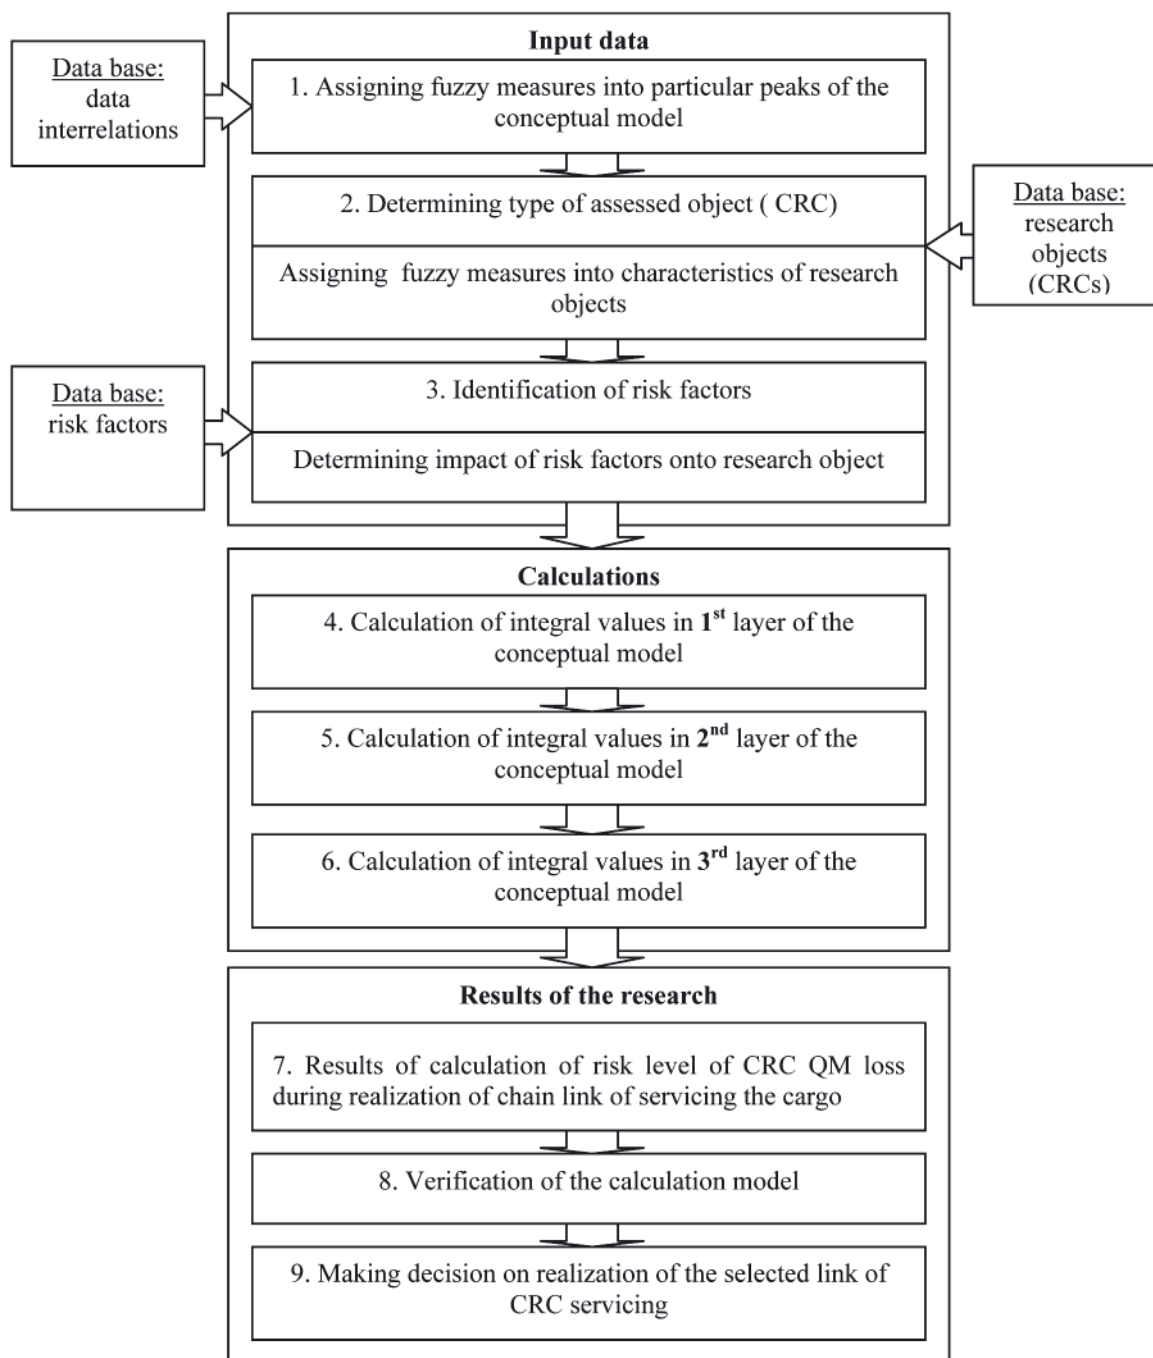 Input data
Data base:
data
interrelations
1. Assigning fuzzy measures into particular peaks of the
conceptual model
2. Determining type of assessed object ( CRC)
Assigning fuzzy measures into characteristics of research
objects
Data base:
research
objects
(CRCs)
Data base:
risk factors
3. Identification of risk factors
Determining impact of risk factors onto research object
Calculations
4. Calculation of integral values in 1st layer of the
conceptual model
5. Calculation of integral values in 2nd layer of the
conceptual model
6. Calculation of integral values in 3rd layer of the
conceptual model
Results of the research
7. Results of calculation of risk level of CRC QM loss
during realization of chain link of servicing the cargo
8. Verification of the calculation model
9. Making decision on realization of the selected link of
CRC servicing